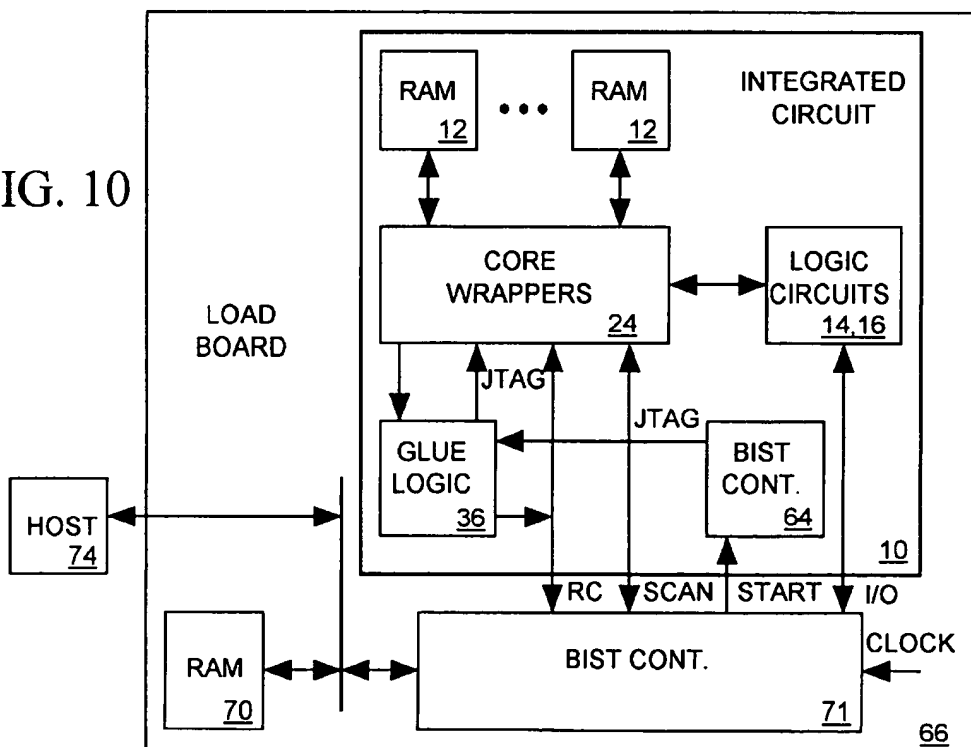 RAM
12
RAM
12
INTEGRATED
CIRCUIT
IG. 10
CORE
WRAPPERS
24
LOGIC
CIRCUITS
14,16
LOAD
BOARD
JTAG
JTAG
GLUE
LOGIC
36
BIST
CONT.
64
HOST
74
10
RC
SCAN
START
I/O
RAM
70
BIST CONT.
71
CLOCK
66